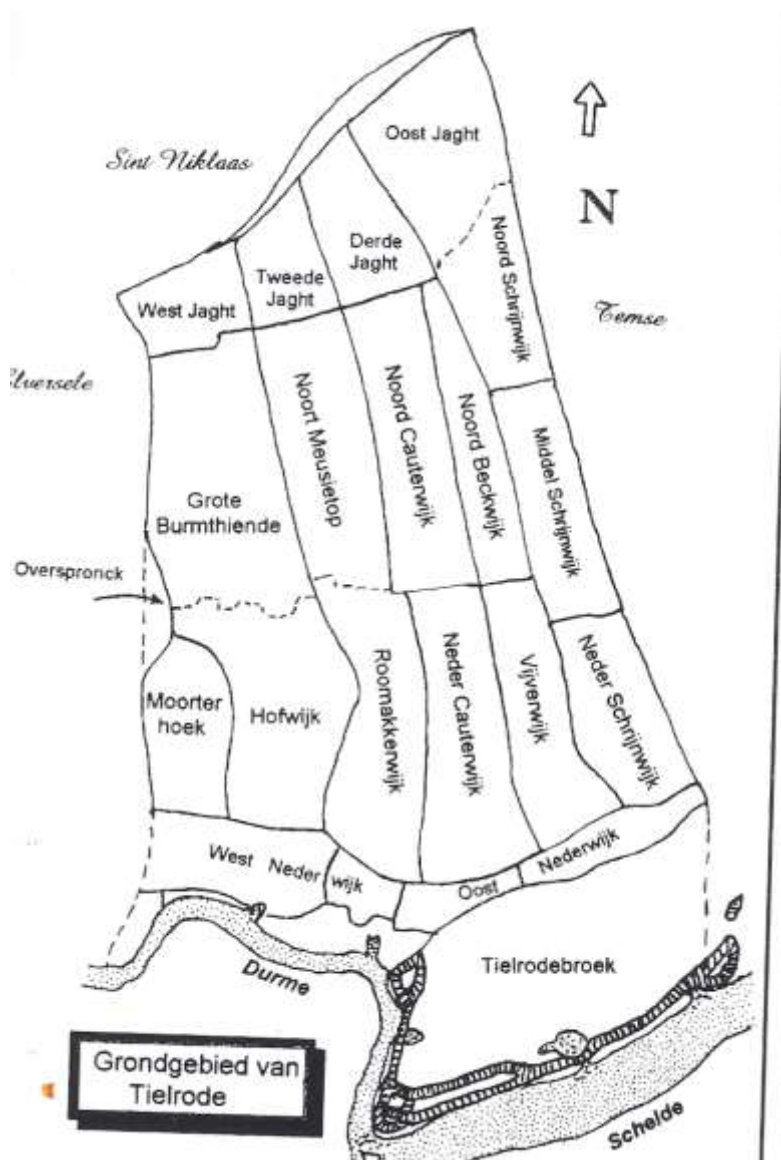 Oost Jaght
Sint Niklaas
N
Derde
Jaght
Tweede
Jaght
Noord Schrijnwijk
West Jaght
Temse
lversele
Noort Meusietop
Noord Cauterwijk
Noord Beckwijk
Middel Schrijnwijk
Grote
Burmthiende
Overspronck
Moorter
hoek
Hofwijk
Roomakkerwijk
Neder Cauterwijk
Vijverwijk
Neder Schrijnwijk
West Neder wijk
Oost Nederwijk
Tielrodebroek
Durme
Grondgebied van
Tielrode
Schelde